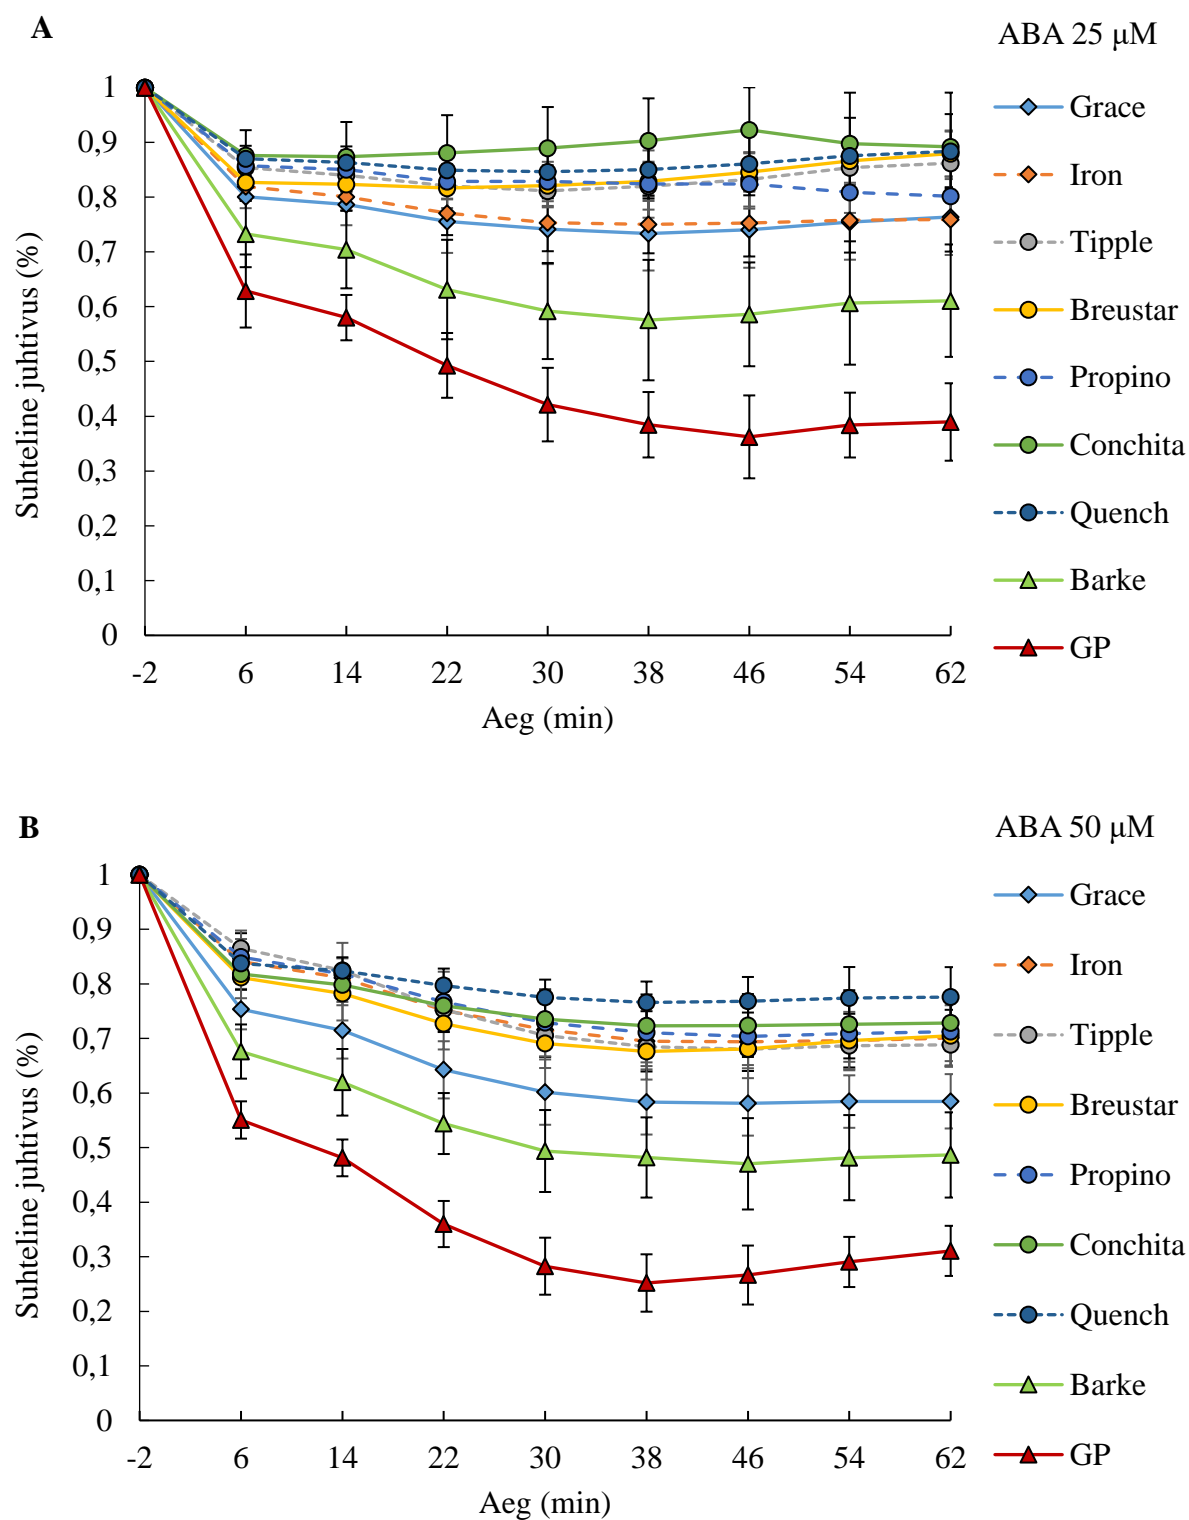 A
ABA 25 μM
1
0,9
0,8
0,7
0,6
0,5
0,4
0,3
0,2
0,1
0
Suhteline juhtivus (%)
-2 6 14 22 30 38 46 54 62
Aeg (min)
Grace
Iron
Tipple
Breustar
Propino
Conchita
Quench
Barke
GP
B
ABA 50 μM
1
0,9
0,8
0,7
0,6
0,5
0,4
0,3
0,2
0,1
0
Suhteline juhtivus (%)
-2 6 14 22 30 38 46 54 62
Aeg (min)
Grace
Iron
Tipple
Breustar
Propino
Conchita
Quench
Barke
GP